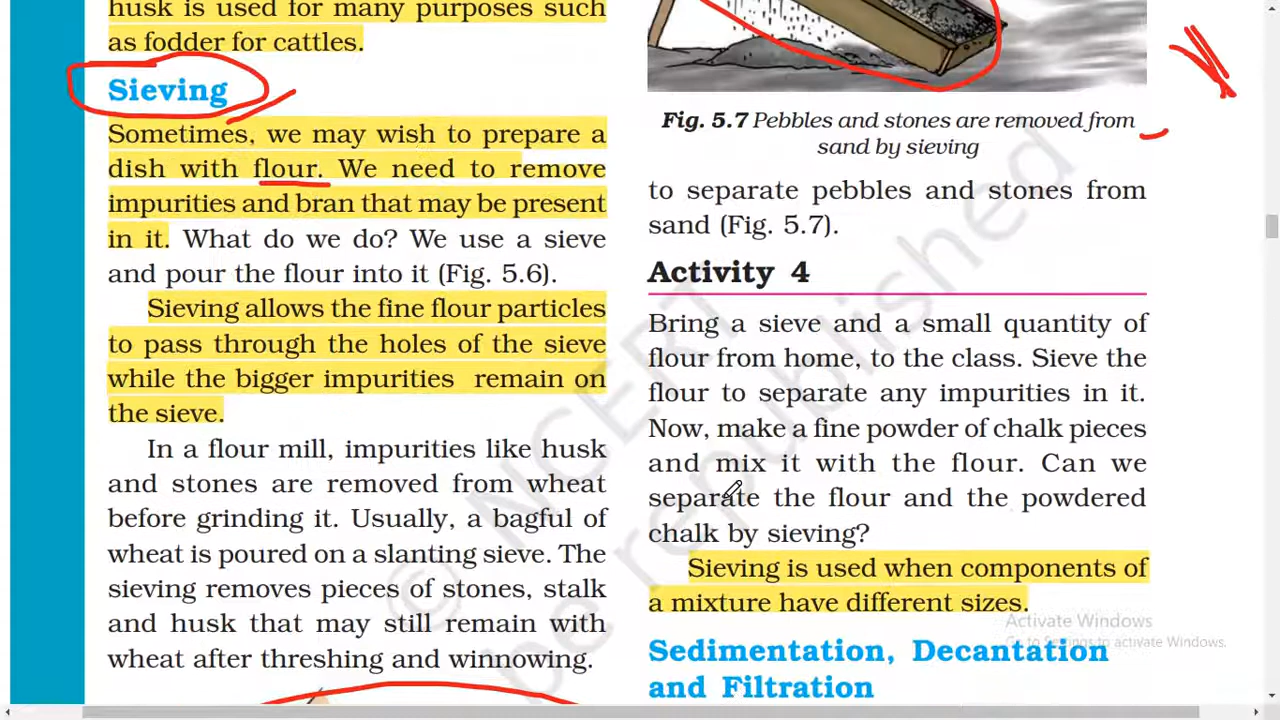 husk is used for many purposes such
as fodder for cattles.
Sieving
Sometimes, we may wish to prepare a
dish with flour. We need to remove
impurities and bran that may be present
in it. What do we do? We use a sieve
and pour the flour into it (Fig. 5.6).
Sieving allows the fine flour particles
to pass through the holes of the sieve
while the bigger impurities remain on
the sieve.
In a flour mill, impurities like husk
and stones are removed from wheat
before grinding it. Usually, a bagful of
wheat is poured on a slanting sieve. The
sieving removes pieces of stones, stalk
and husk that may still remain with
wheat after threshing and winnowing.
Fig. 5.7 Pebbles and stones are removed from
sand by sieving
to separate pebbles and stones from
sand (Fig. 5.7).
Activity 4
Bring a sieve and a small quantity of
flour from home, to the class. Sieve the
flour to separate any impurities in it.
Now, make a fine powder of chalk pieces
and mix it with the flour. Can we
separate the flour and the powdered
chalk by sieving?
Sieving is used when components of
a mixture have different sizes.
Sedimentation, Decantation
and Filtration
© NCERT
be republished
Activate Windows
Go to Settings to activate Windows.